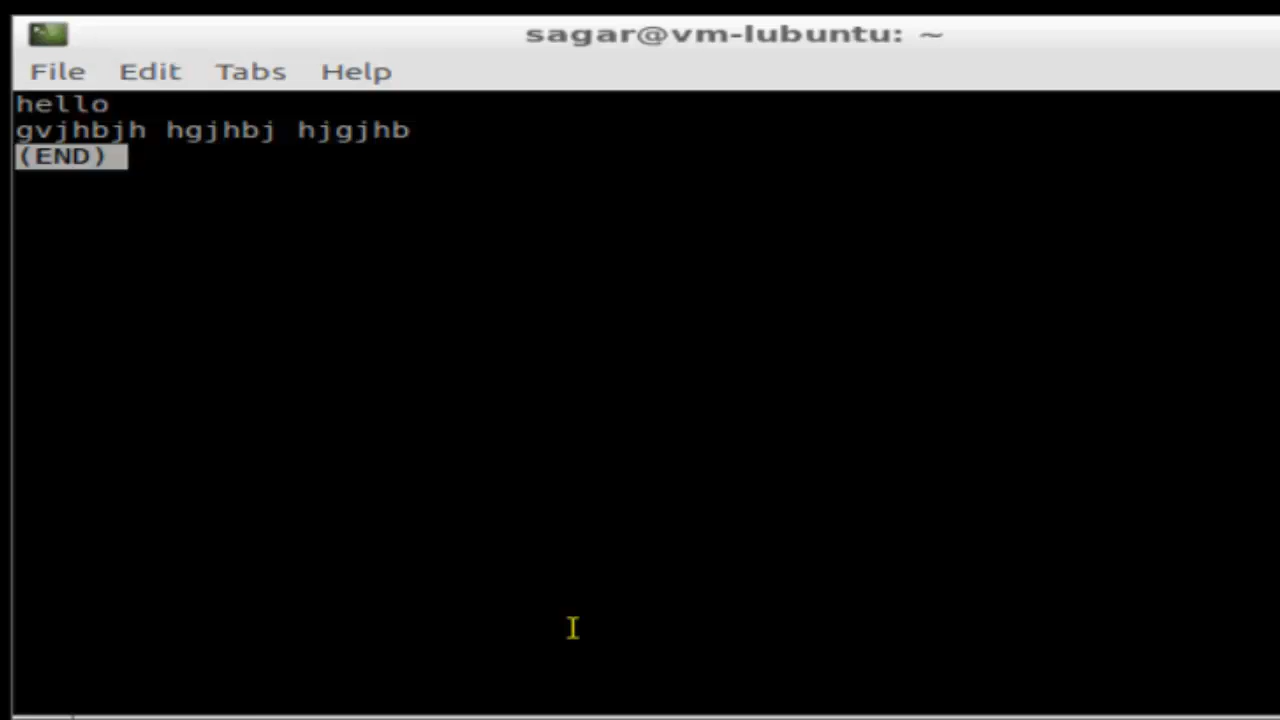 sagar@vm-lubuntu: ~
File Edit Tabs Help
hello
gvjhbjh hgjhbj hjgjhb
(END)